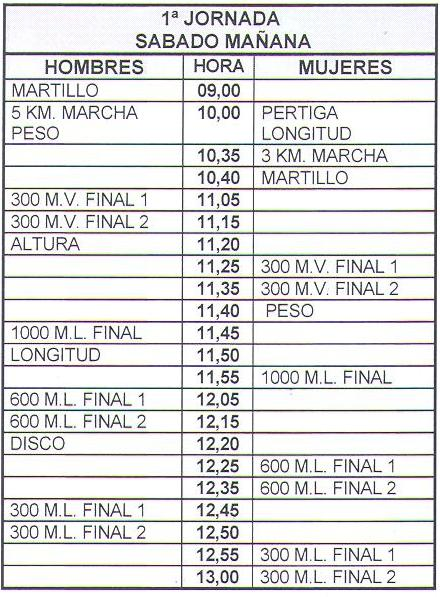 1ª JORNADA
SABADO MAÑANA
HOMBRES HORA MUJERES
MARTILLO 09,00
5 KM. MARCHA 10,00 PERTIGA
PESO LONGITUD
10,35 3 KM. MARCHA
10,40 MARTILLO
300 M.V. FINAL 1 11,05
300 M.V. FINAL 2 11,15
ALTURA 11,20
11,25 300 M.V. FINAL 1
11,35 300 M.V. FINAL 2
11,40 PESO
1000 M.L. FINAL 11,45
LONGITUD 11,50
11,55 1000 M.L. FINAL
600 M.L. FINAL 1 12,05
600 M.L. FINAL 2 12,15
DISCO 12,20
12,25 600 M.L. FINAL 1
12,35 600 M.L. FINAL 2
300 M.L. FINAL 1 12,45
300 M.L. FINAL 2 12,50
12,55 300 M.L. FINAL 1
13,00 300 M.L. FINAL 2